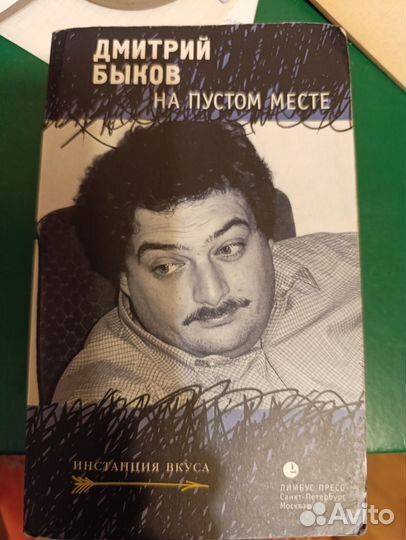 ДМИТРИЙ
БЫКОВ
НА ПУСТОМ МЕСТЕ
ИНСТАНЦИЯ ВКУСА
ЛИМБУС ПРЕСС
Санкт-Петербург
Москва
Avito